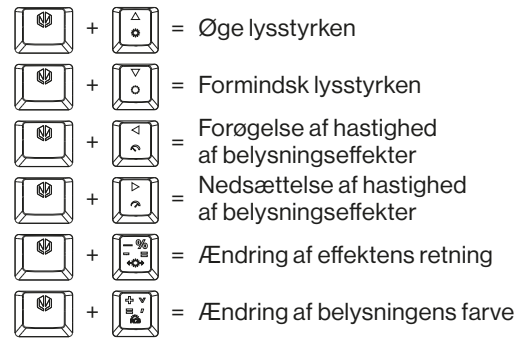 + = Øge lysstyrken
+ = Formindsk lysstyrken
+ = Forøgelse af hastighed
af belysningseffekter
+ = Nedsættelse af hastighed
af belysningseffekter
+ – % - = = Ændring af effektens retning
+ + = , = Ændring af belysningens farve